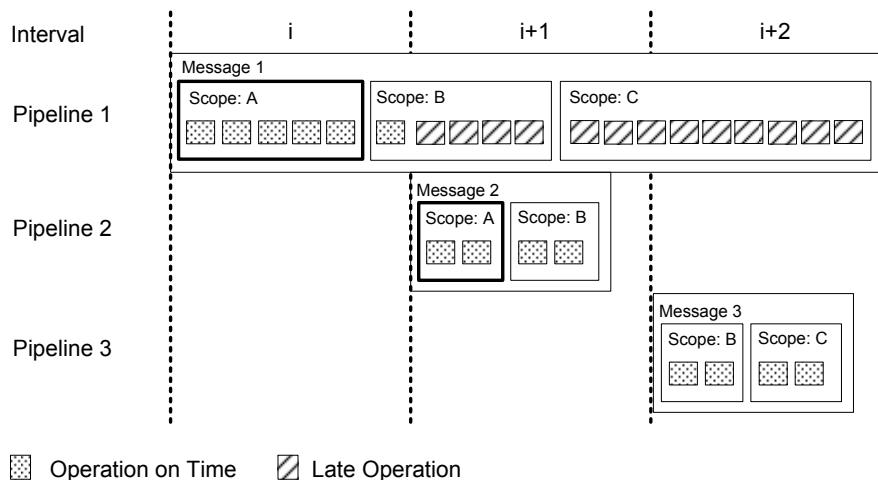 Interval i i+1 i+2
Message 1
Pipeline 1
Scope: A Scope: B Scope: C
Message 2
Pipeline 2
Scope: A Scope: B
Message 3
Pipeline 3
Scope: B Scope: C
Operation on Time Late Operation